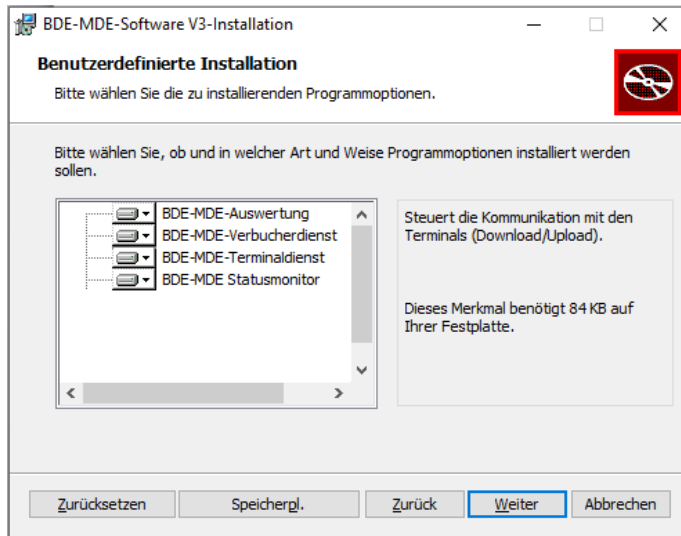 BDE-MDE-Software V3-Installation
Benutzerdefinierte Installation
Bitte wählen Sie die zu installierenden Programmoptionen.
Bitte wählen Sie, ob und in welcher Art und Weise Programmoptionen installiert werden
sollen.
BDE-MDE-Auswertung
BDE-MDE-Verbucherdienst
BDE-MDE-Terminaldienst
BDE-MDE Statusmonitor
Steuert die Kommunikation mit den
Terminals (Download/Upload).
Dieses Merkmal benötigt 84 KB auf
Ihrer Festplatte.
Zurücksetzen
Speicherpl.
Zurück
Weiter
Abbrechen